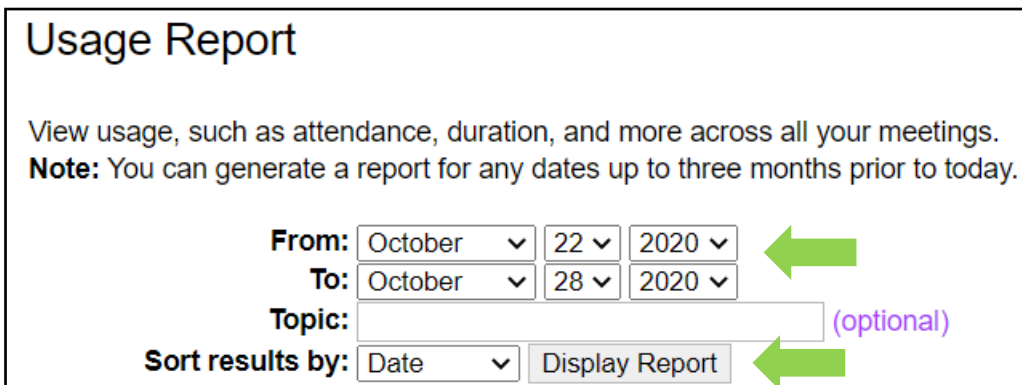 Usage Report
View usage, such as attendance, duration, and more across all your meetings.
Note: You can generate a report for any dates up to three months prior to today.
From: October 22 2020
To: October 28 2020
Topic: (optional)
Sort results by: Date Display Report